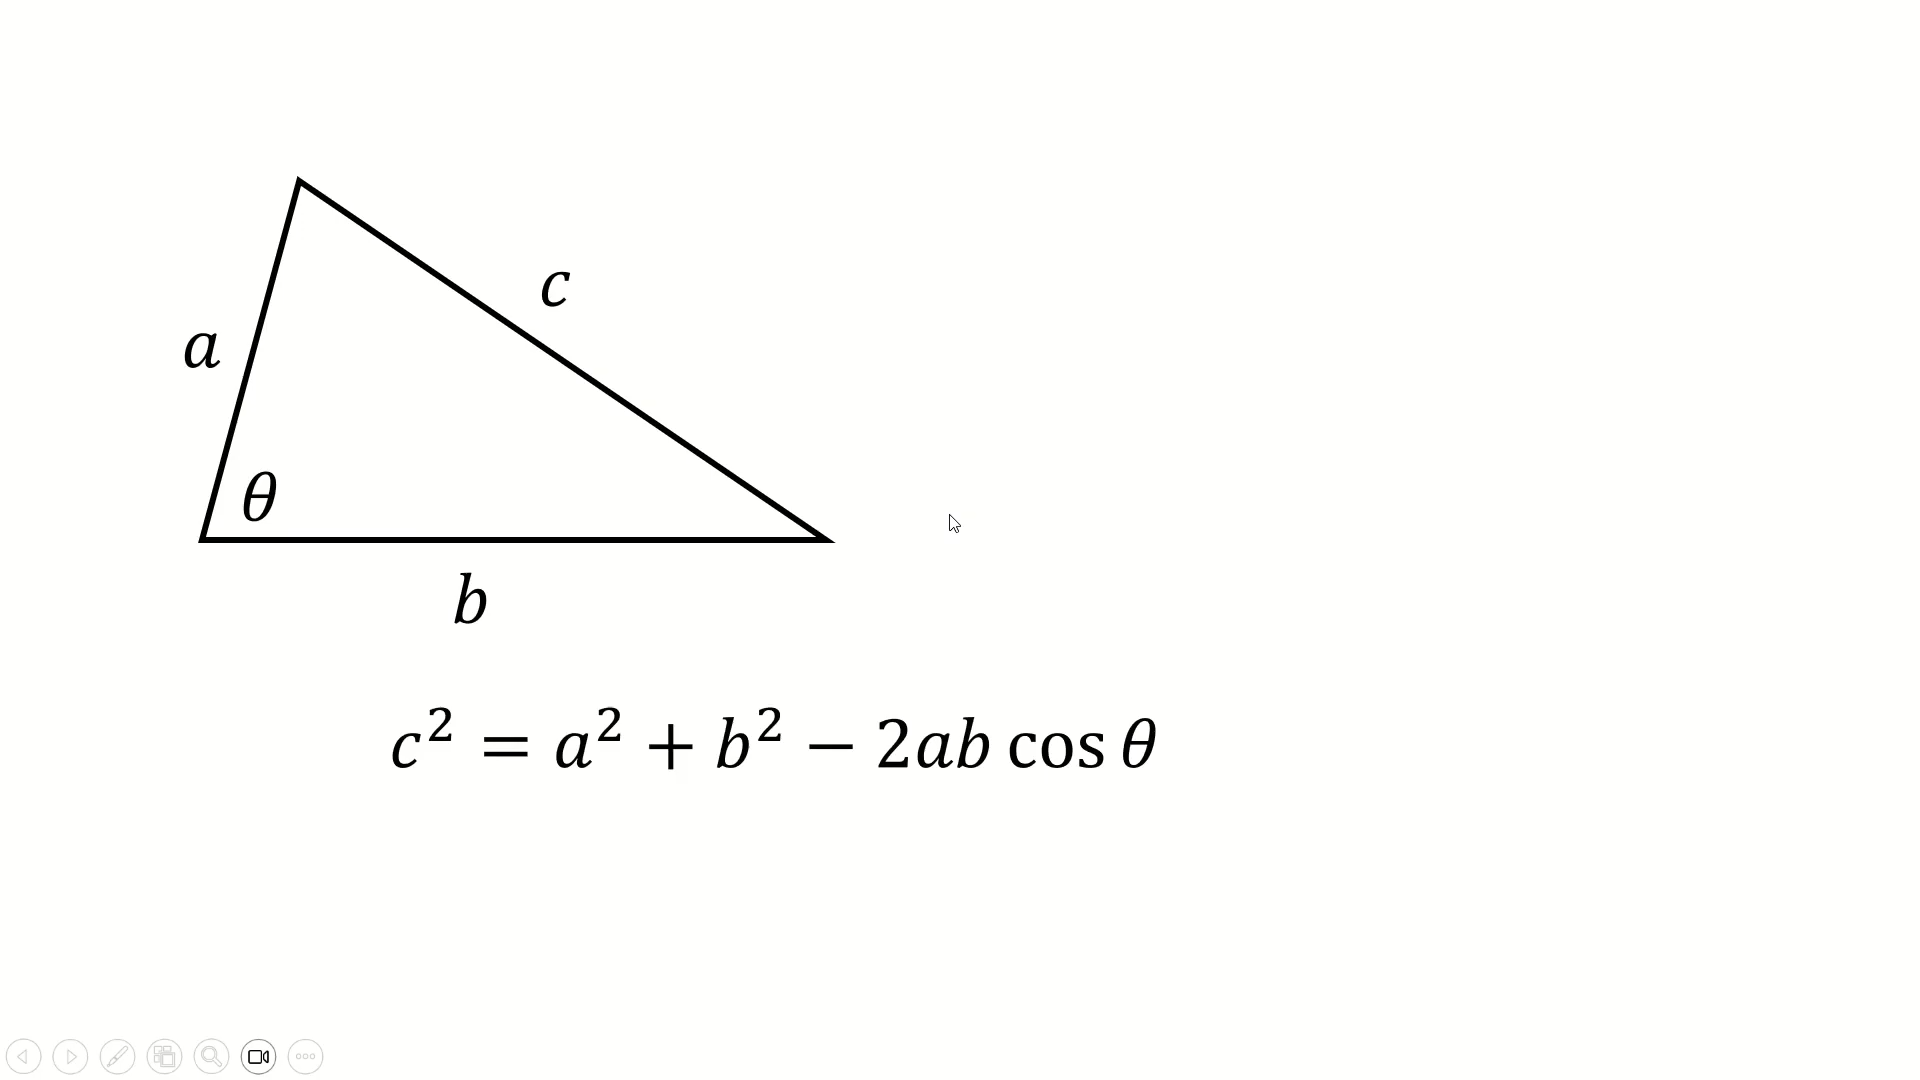 c
a
θ
b
c² = a² + b² − 2ab cos θ